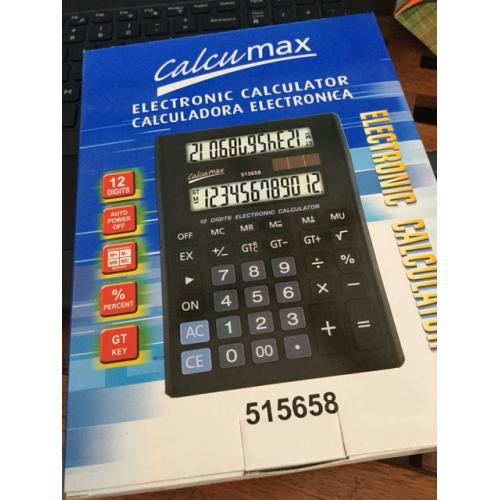 Calcumax
ELECTRONIC CALCULATOR
CALCULADORA ELECTRONICA
ELECTRONIC CALCULATOR
Calcumax
515658
GT
M
123456789012
12 DIGITS ELECTRONIC CALCULATOR
OFF MC MR M= M± MU
EX +/− GT− GT+ √
► 7 8 9 ÷ %
ON 4 5 6 × −
AC 1 2 3 + =
CE 0 00 •
12
DIGITS
AUTO
POWER
OFF
%
PERCENT
GT
KEY
515658